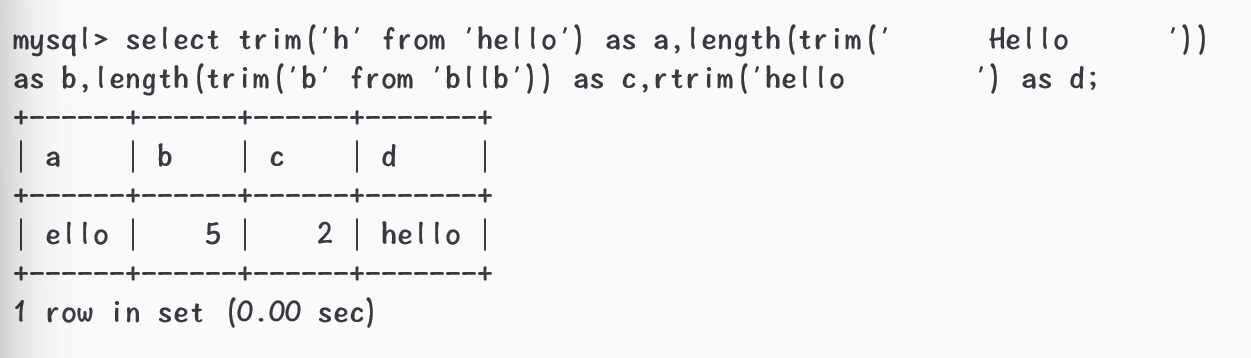 mysql> select trim('h' from 'hello') as a,length(trim('      Hello      '))
as b,length(trim('b' from 'bllb')) as c,rtrim('hello        ') as d;
+------+------+------+-------+
| a    | b    | c    | d     |
+------+------+------+-------+
| ello |    5 |    2 | hello |
+------+------+------+-------+
1 row in set (0.00 sec)